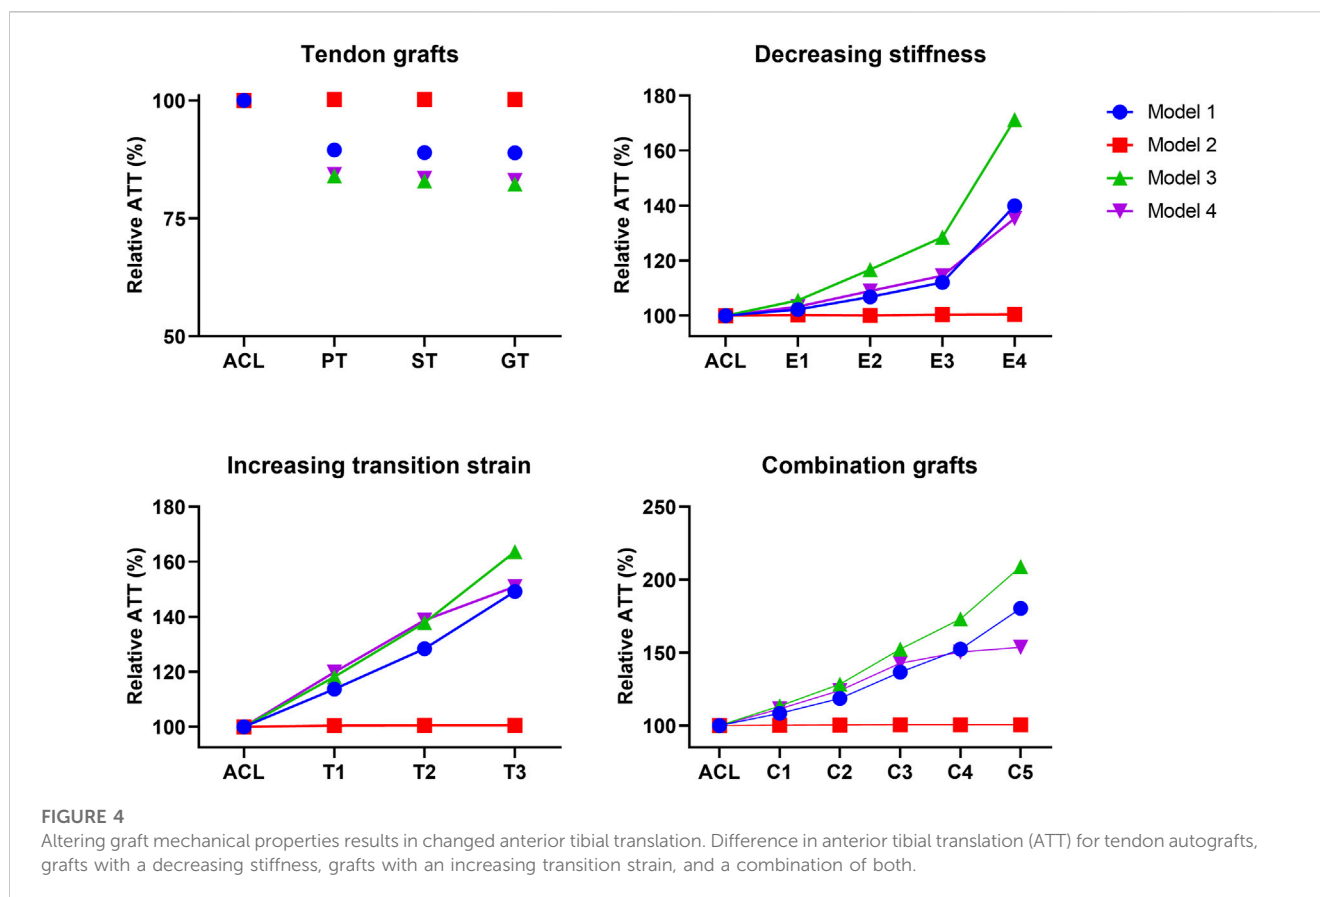 Tendon grafts
100
75
50
Relative ATT (%)
ACL PT ST GT
Decreasing stiffness
180
160
140
120
100
Relative ATT (%)
ACL E1 E2 E3 E4
Model 1
Model 2
Model 3
Model 4
Increasing transition strain
180
160
140
120
100
Relative ATT (%)
ACL T1 T2 T3
Combination grafts
250
200
150
100
Relative ATT (%)
ACL C1 C2 C3 C4 C5
FIGURE 4
Altering graft mechanical properties results in changed anterior tibial translation. Difference in anterior tibial translation (ATT) for tendon autografts,
grafts with a decreasing stiffness, grafts with an increasing transition strain, and a combination of both.